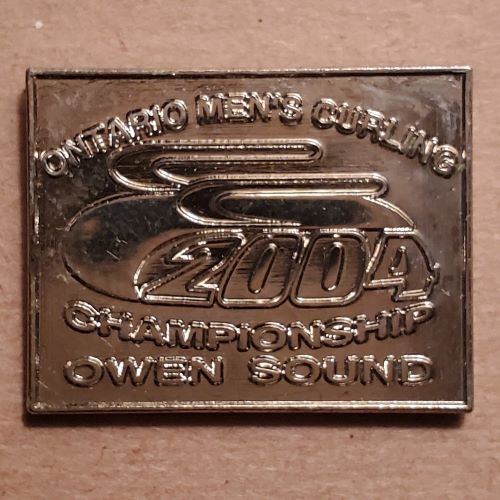 ONTARIO MEN'S CURLING
2004
CHAMPIONSHIP
OWEN SOUND